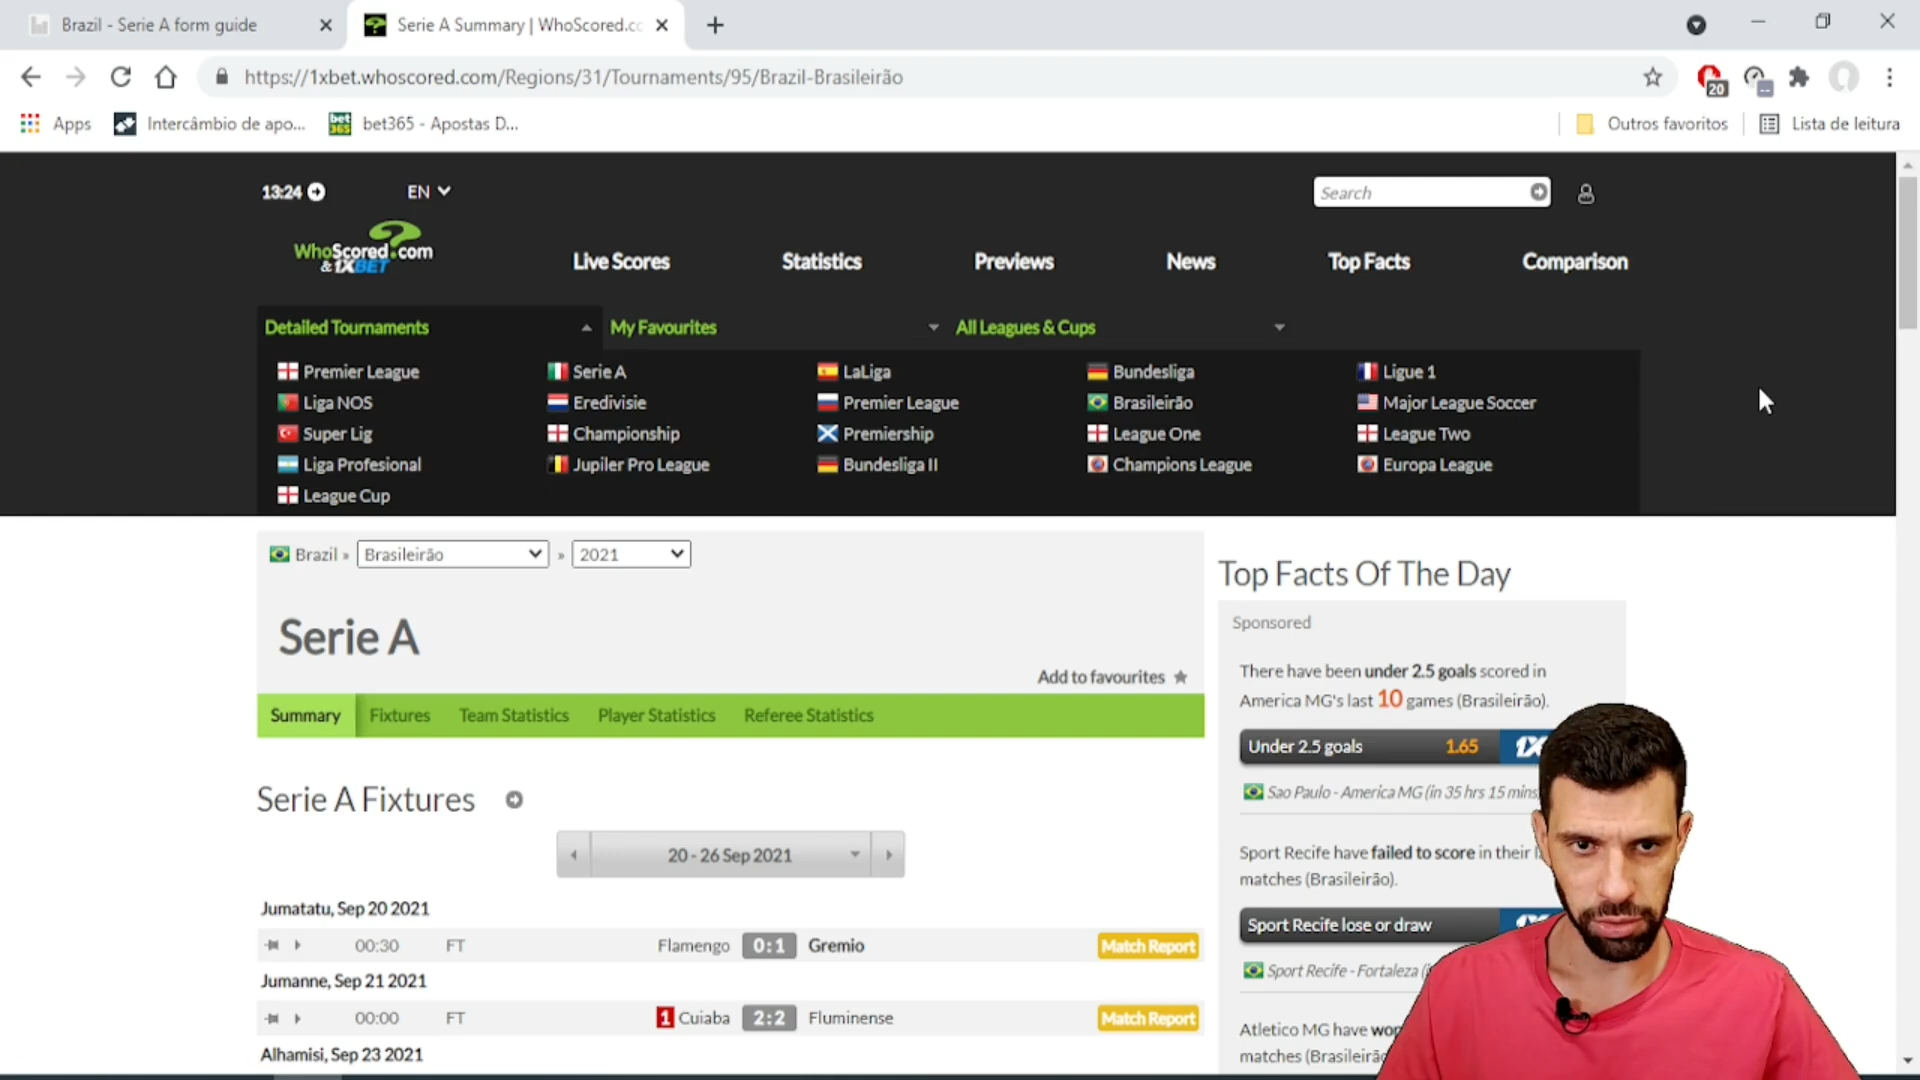 Brazil - Serie A form guide
Serie A Summary | WhoScored.co
https://1xbet.whoscored.com/Regions/31/Tournaments/95/Brazil-Brasileirão
20
Apps
Intercâmbio de apo...
bet365
bet365 - Apostas D...
Outros favoritos
Lista de leitura
13:24
EN
Search
WhoScored.com
& 1XBET
Live Scores
Statistics
Previews
News
Top Facts
Comparison
Detailed Tournaments
My Favourites
All Leagues & Cups
Premier League
Serie A
LaLiga
Bundesliga
Ligue 1
Liga NOS
Eredivisie
Premier League
Brasileirão
Major League Soccer
Super Lig
Championship
Premiership
League One
League Two
Liga Profesional
Jupiler Pro League
Bundesliga II
Champions League
Europa League
League Cup
Brazil » Brasileirão » 2021
Serie A
Add to favourites
Summary
Fixtures
Team Statistics
Player Statistics
Referee Statistics
Serie A Fixtures
20 - 26 Sep 2021
Jumatatu, Sep 20 2021
00:30 FT Flamengo 0:1 Gremio Match Report
Jumanne, Sep 21 2021
00:00 FT 1 Cuiaba 2:2 Fluminense Match Report
Alhamisi, Sep 23 2021
Top Facts Of The Day
Sponsored
There have been under 2.5 goals scored in
America MG's last 10 games (Brasileirão).
Under 2.5 goals 1.65 1X
Sao Paulo - America MG (in 35 hrs 15 mins
Sport Recife have failed to score in their
matches (Brasileirão).
Sport Recife lose or draw
Sport Recife - Fortaleza
Atletico MG have
matches